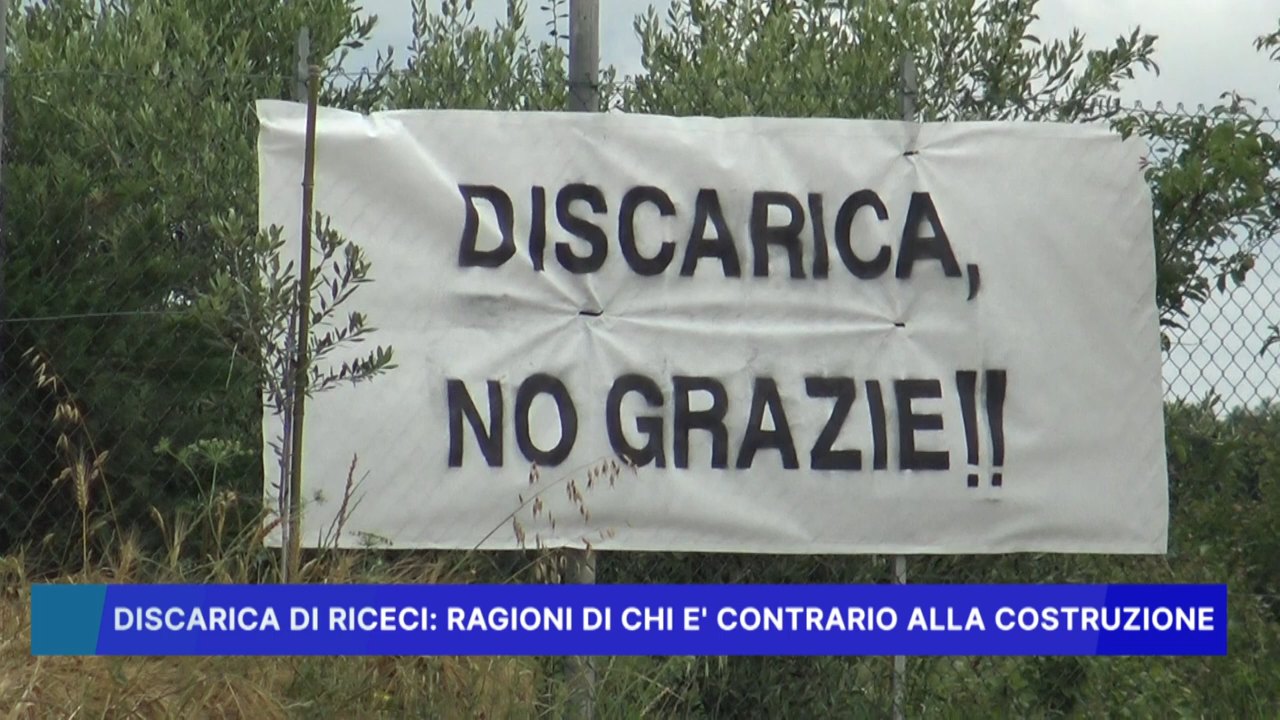 DISCARICA,
NO GRAZIE!!
DISCARICA DI RICECI: RAGIONI DI CHI E' CONTRARIO ALLA COSTRUZIONE